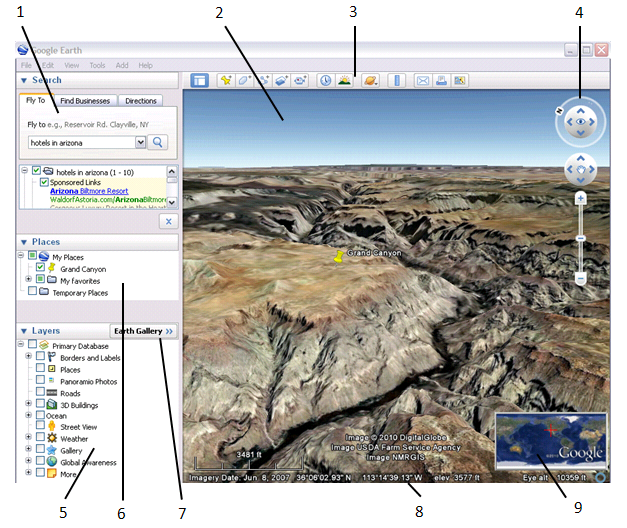 1
2
3
4
Google Earth
File Edit View Tools Add Help
Search
Fly To Find Businesses Directions
Fly to e.g., Reservoir Rd. Clayville, NY
hotels in arizona
hotels in arizona (1 - 10)
Sponsored Links
Arizona Biltmore Resort
WaldorfAstoria.com/ArizonaBiltmore
Places
My Places
Grand Canyon
My favorites
Temporary Places
Layers
Earth Gallery >>
Primary Database
Borders and Labels
Places
Panoramio Photos
Roads
3D Buildings
Ocean
Street View
Weather
Gallery
Global Awareness
More
N
Grand Canyon
Image © 2010 DigitalGlobe
Image USDA Farm Service Agency
Image NMRGIS
3481 ft
Google
Imagery Date: Jun. 8, 2007 36°06'02.93" N 113°14'39.13" W elev 3577 ft Eye alt 10359 ft
5
6
7
8
9